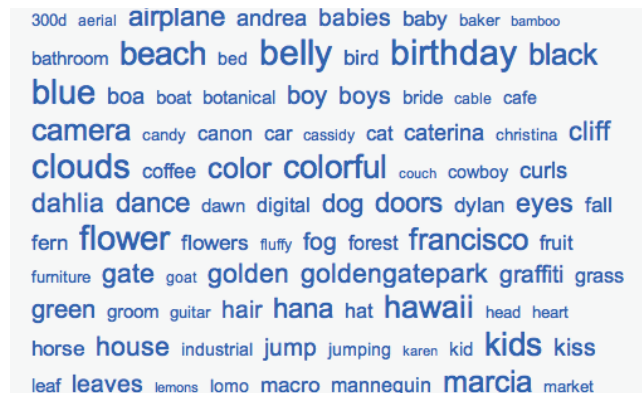 300d aerial airplane andrea babies baby baker bamboo
bathroom beach bed belly bird birthday black
blue boa boat botanical boy boys bride cable cafe
camera candy canon car cassidy cat caterina christina cliff
clouds coffee color colorful couch cowboy curls
dahlia dance dawn digital dog doors dylan eyes fall
fern flower flowers fluffy fog forest francisco fruit
furniture gate goat golden goldengatepark graffiti grass
green groom guitar hair hana hat hawaii head heart
horse house industrial jump jumping karen kid kids kiss
leaf leaves lemons lomo macro mannequin marcia market